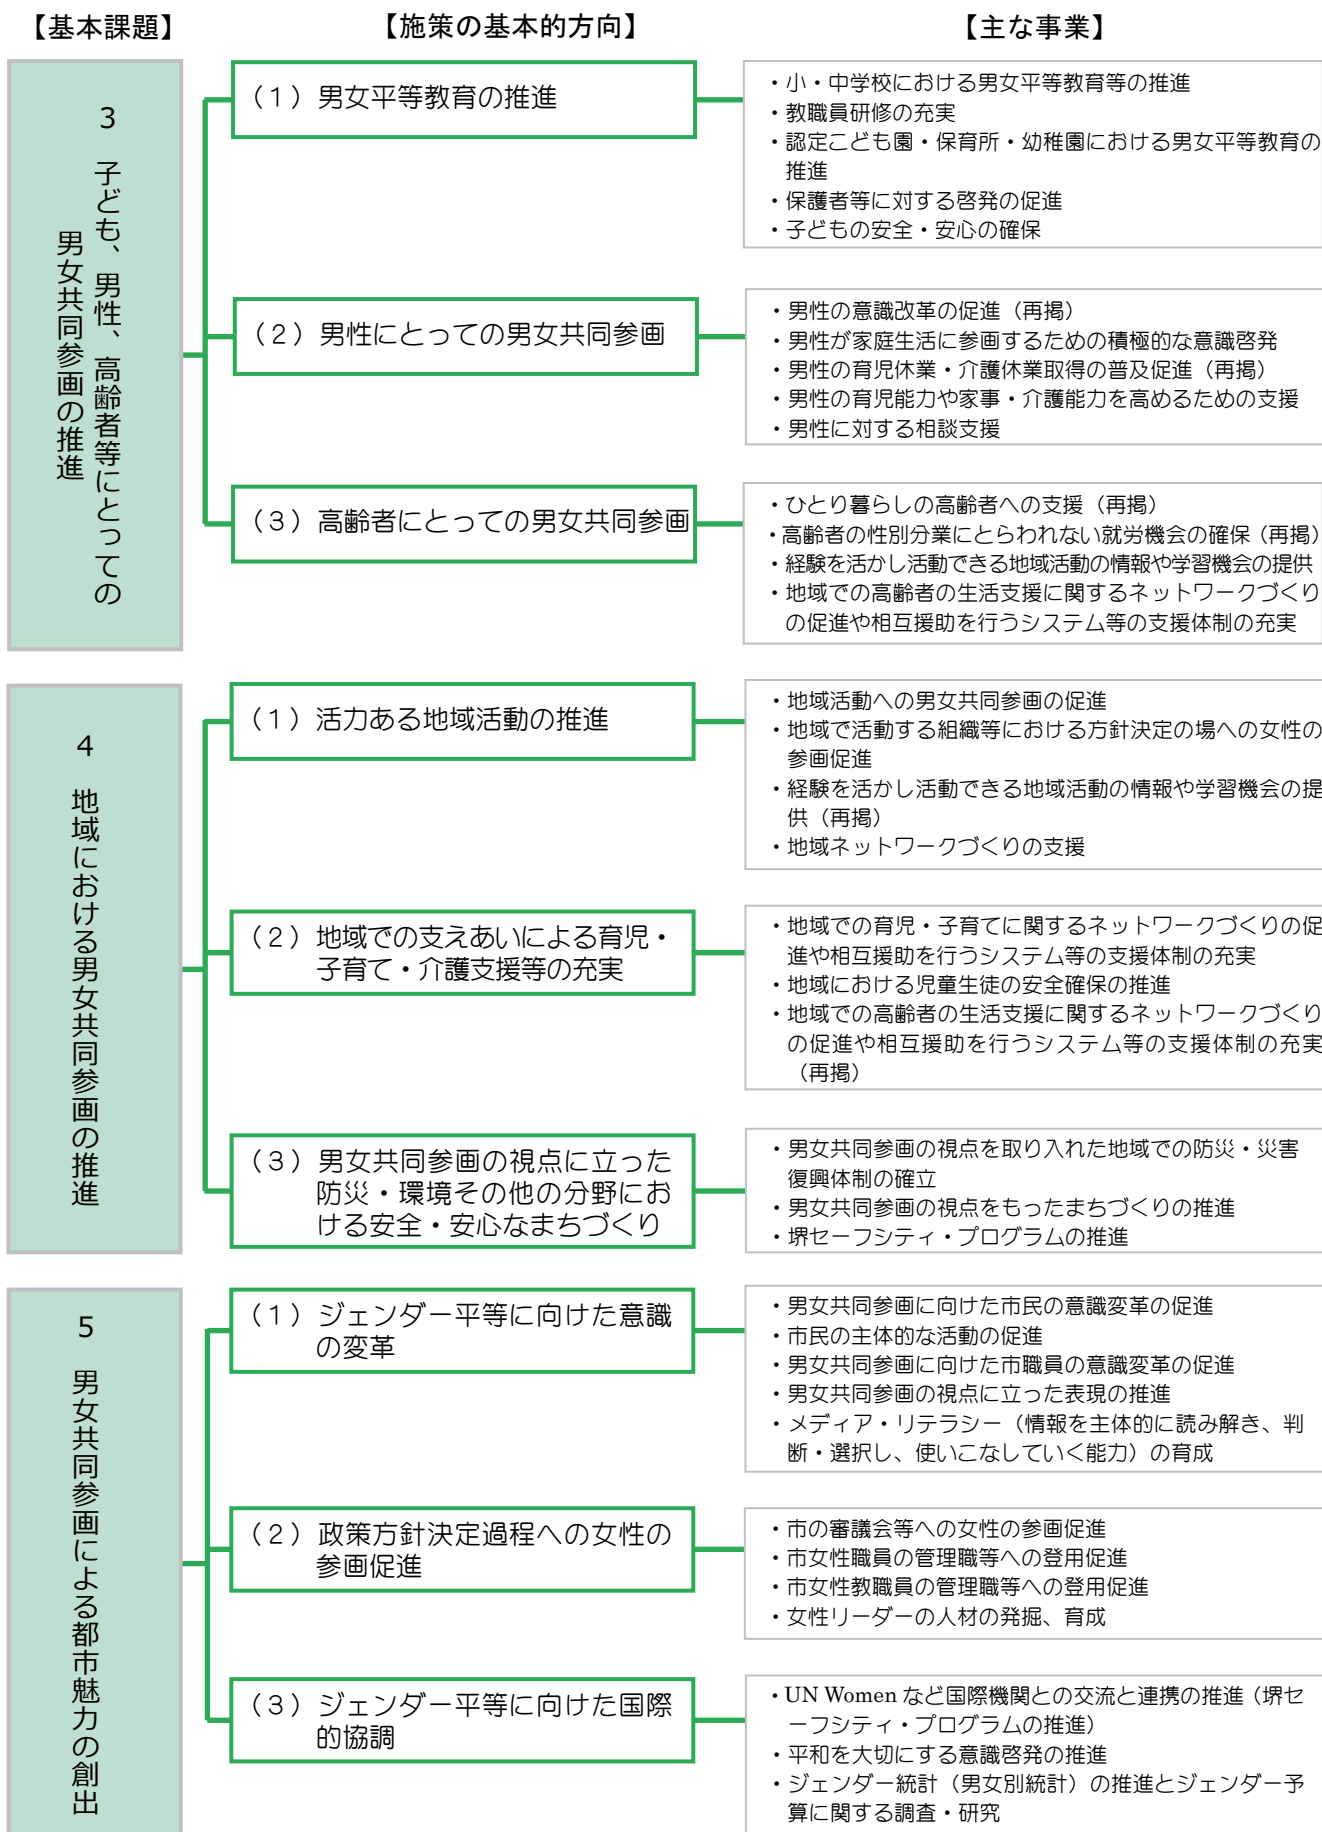 【基本課題】
【施策の基本的方向】
【主な事業】
3 子ども、男性、高齢者等にとっての
男女共同参画の推進
（１）男女平等教育の推進
・小・中学校における男女平等教育等の推進
・教職員研修の充実
・認定こども園・保育所・幼稚園における男女平等教育の
推進
・保護者等に対する啓発の促進
・子どもの安全・安心の確保
（２）男性にとっての男女共同参画
・男性の意識改革の促進（再掲）
・男性が家庭生活に参画するための積極的な意識啓発
・男性の育児休業・介護休業取得の普及促進（再掲）
・男性の育児能力や家事・介護能力を高めるための支援
・男性に対する相談支援
（３）高齢者にとっての男女共同参画
・ひとり暮らしの高齢者への支援（再掲）
・高齢者の性別分業にとらわれない就労機会の確保（再掲）
・経験を活かし活動できる地域活動の情報や学習機会の提供
・地域での高齢者の生活支援に関するネットワークづくり
の促進や相互援助を行うシステム等の支援体制の充実
4 地域における男女共同参画の推進
（１）活力ある地域活動の推進
・地域活動への男女共同参画の促進
・地域で活動する組織等における方針決定の場への女性の
参画促進
・経験を活かし活動できる地域活動の情報や学習機会の提
供（再掲）
・地域ネットワークづくりの支援
（２）地域での支えあいによる育児・
子育て・介護支援等の充実
・地域での育児・子育てに関するネットワークづくりの促
進や相互援助を行うシステム等の支援体制の充実
・地域における児童生徒の安全確保の推進
・地域での高齢者の生活支援に関するネットワークづくり
の促進や相互援助を行うシステム等の支援体制の充実
（再掲）
（３）男女共同参画の視点に立った
防災・環境その他の分野にお
ける安全・安心なまちづくり
・男女共同参画の視点を取り入れた地域での防災・災害
復興体制の確立
・男女共同参画の視点をもったまちづくりの推進
・堺セーフシティ・プログラムの推進
5 男女共同参画による都市魅力の創出
（１）ジェンダー平等に向けた意識
の変革
・男女共同参画に向けた市民の意識変革の促進
・市民の主体的な活動の促進
・男女共同参画に向けた市職員の意識変革の促進
・男女共同参画の視点に立った表現の推進
・メディア・リテラシー（情報を主体的に読み解き、判
断・選択し、使いこなしていく能力）の育成
（２）政策方針決定過程への女性の
参画促進
・市の審議会等への女性の参画促進
・市女性職員の管理職等への登用促進
・市女性教職員の管理職等への登用促進
・女性リーダーの人材の発掘、育成
（３）ジェンダー平等に向けた国際
的協調
・UN Women など国際機関との交流と連携の推進（堺セ
ーフシティ・プログラムの推進）
・平和を大切にする意識啓発の推進
・ジェンダー統計（男女別統計）の推進とジェンダー予
算に関する調査・研究